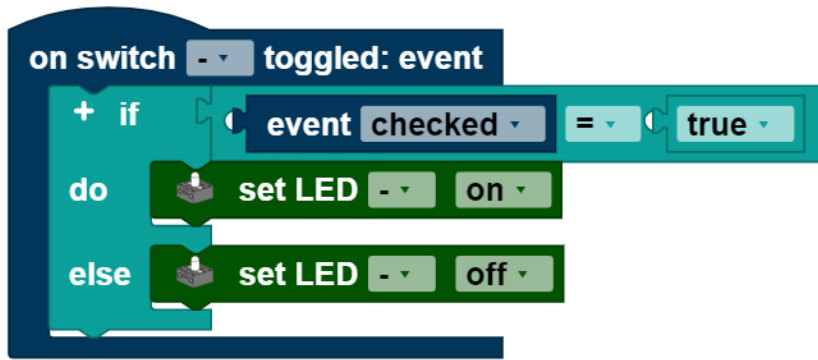 on switch - toggled: event
+ if event checked = true
do set LED - on
else set LED - off